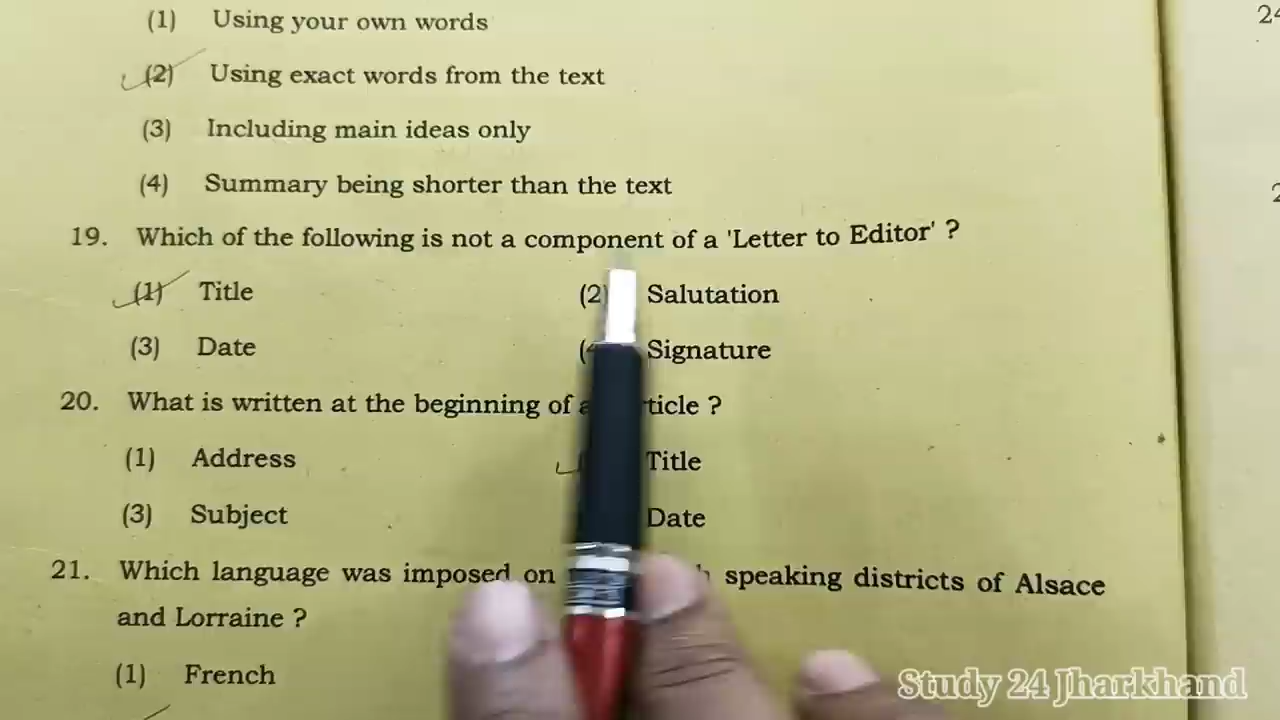 (1) Using your own words
(2) Using exact words from the text
(3) Including main ideas only
(4) Summary being shorter than the text
19. Which of the following is not a component of a 'Letter to Editor' ?
(1) Title (2) Salutation
(3) Date Signature
20. What is written at the beginning of ?
(1) Address Title
(3) Subject Date
21. Which language was imposed on speaking districts of Alsace
and Lorraine ?
(1) French
Study 24 Jharkhand